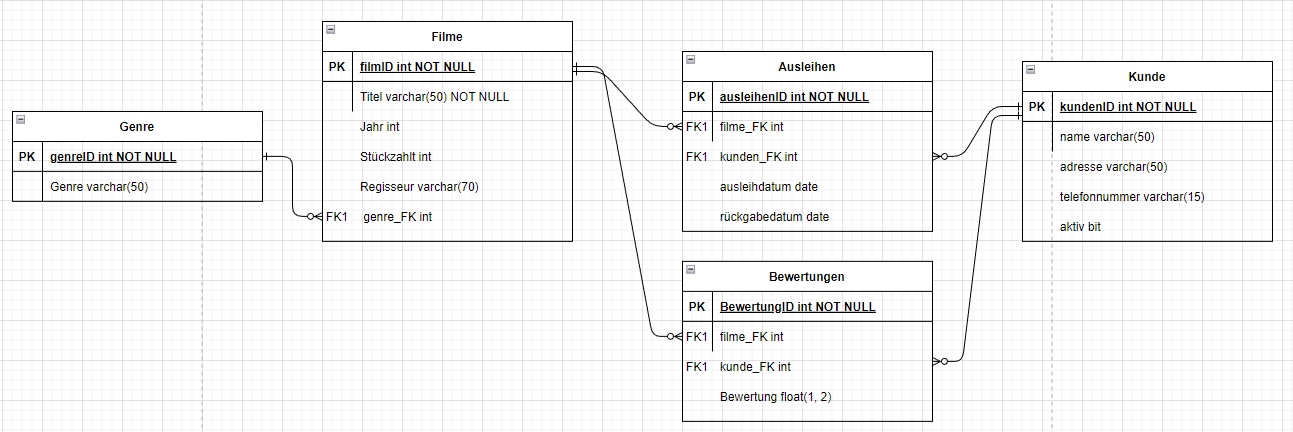 Genre
PK genreID int NOT NULL
Genre varchar(50)
Filme
PK filmID int NOT NULL
Titel varchar(50) NOT NULL
Jahr int
Stückzahlt int
Regisseur varchar(70)
FK1 genre_FK int
Ausleihen
PK ausleihenID int NOT NULL
FK1 filme_FK int
FK1 kunden_FK int
ausleihdatum date
rückgabedatum date
Bewertungen
PK BewertungID int NOT NULL
FK1 filme_FK int
FK1 kunde_FK int
Bewertung float(1, 2)
Kunde
PK kundenID int NOT NULL
name varchar(50)
adresse varchar(50)
telefonnummer varchar(15)
aktiv bit